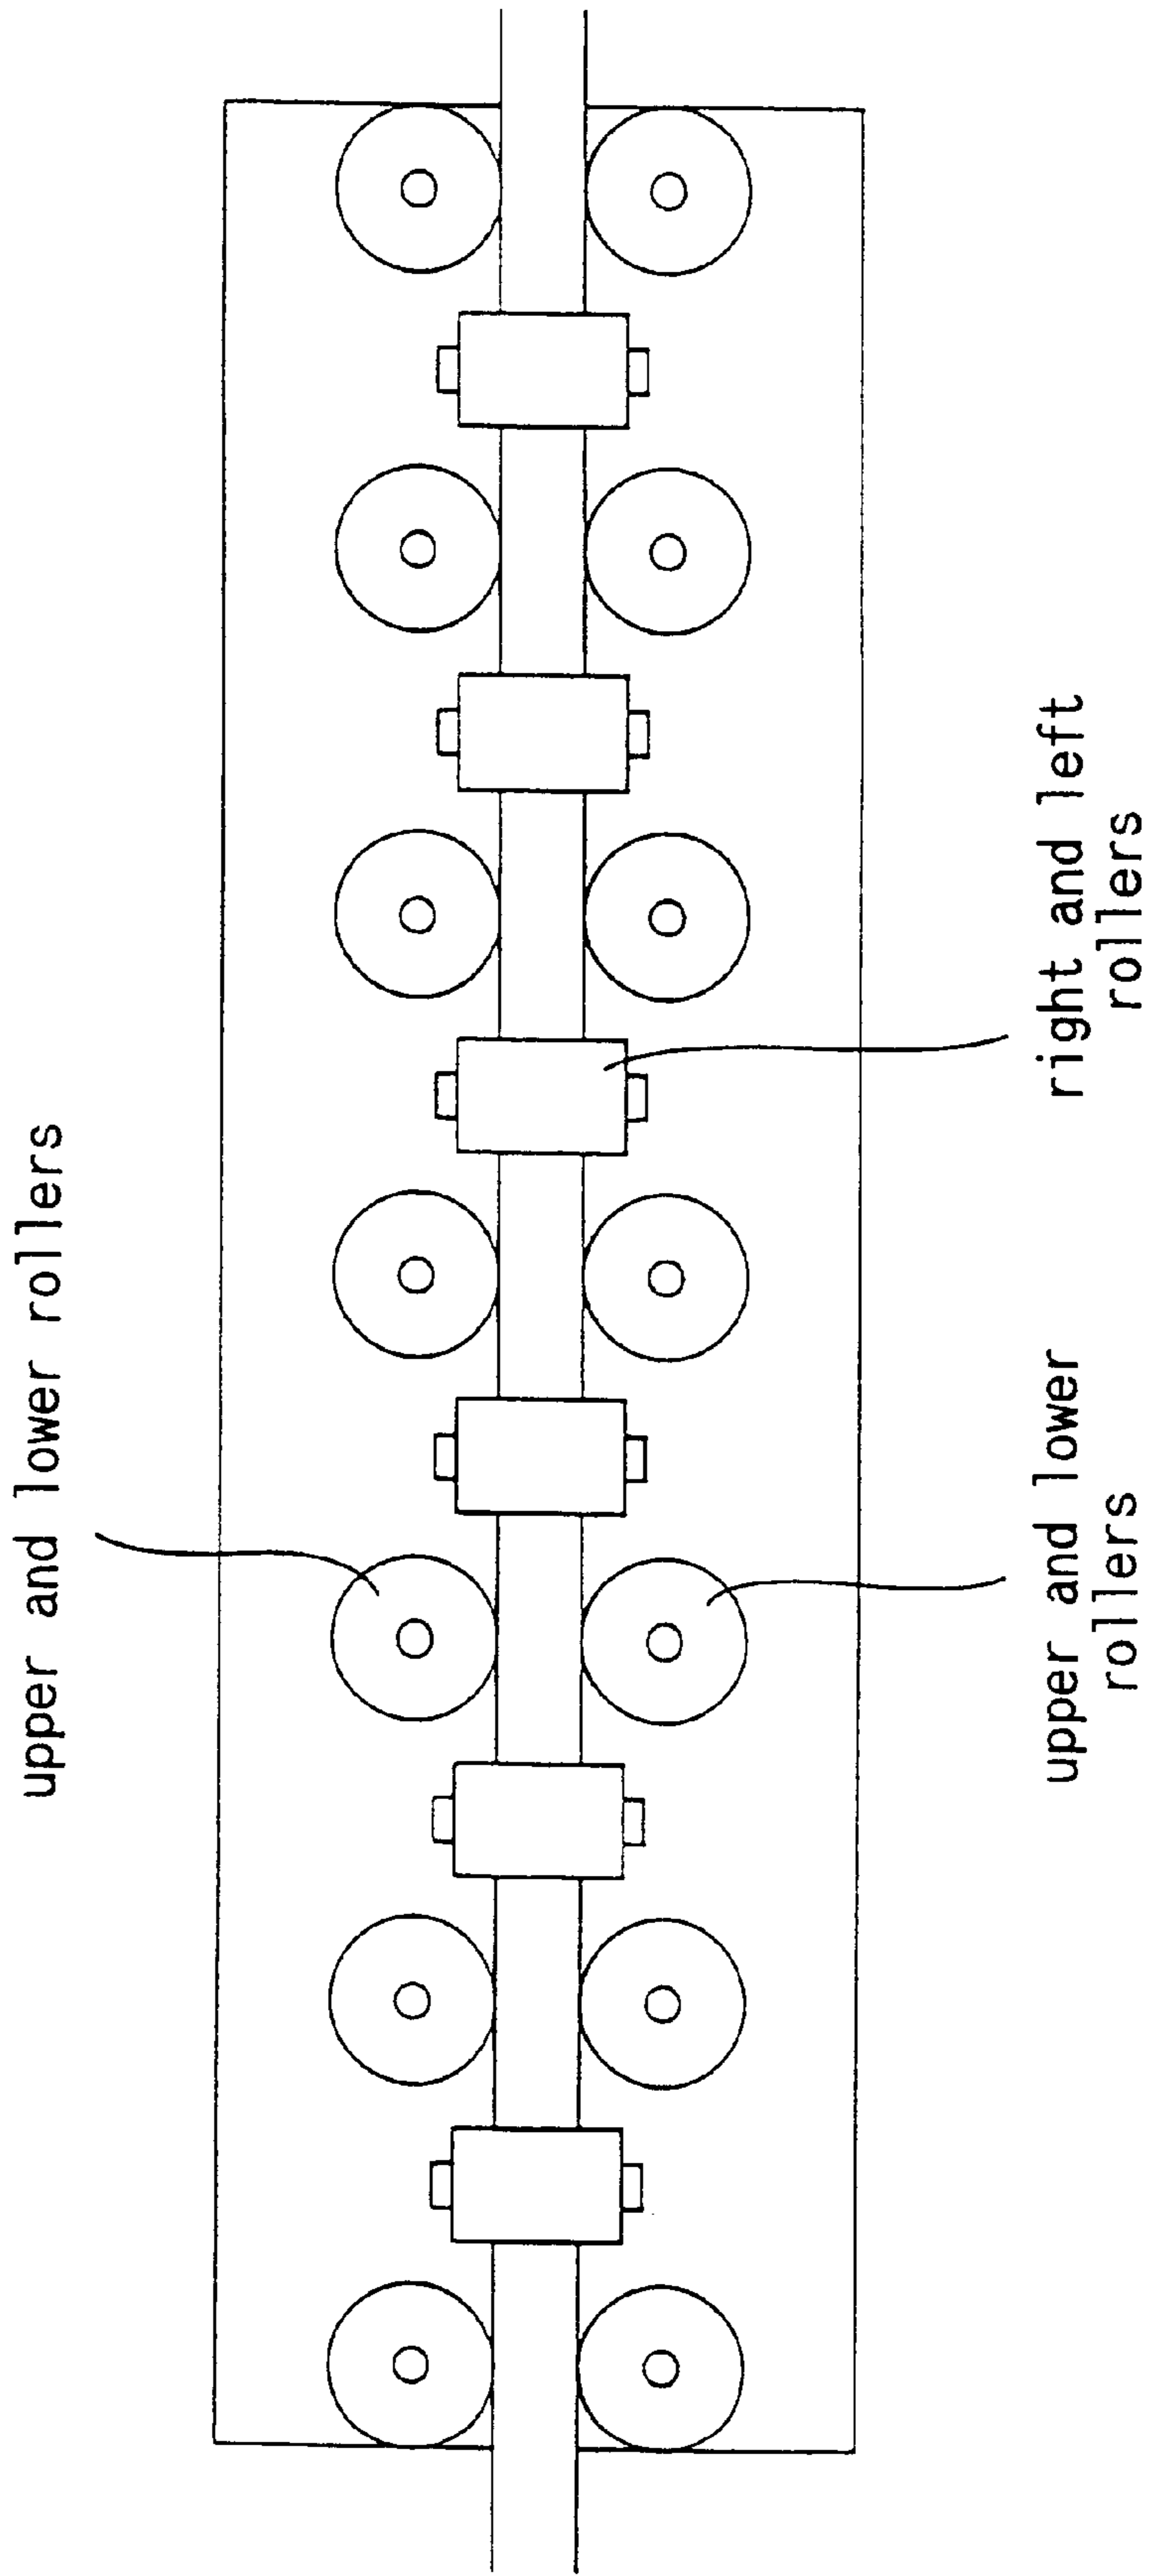 upper and lower rollers
upper and lower
rollers
right and left
rollers